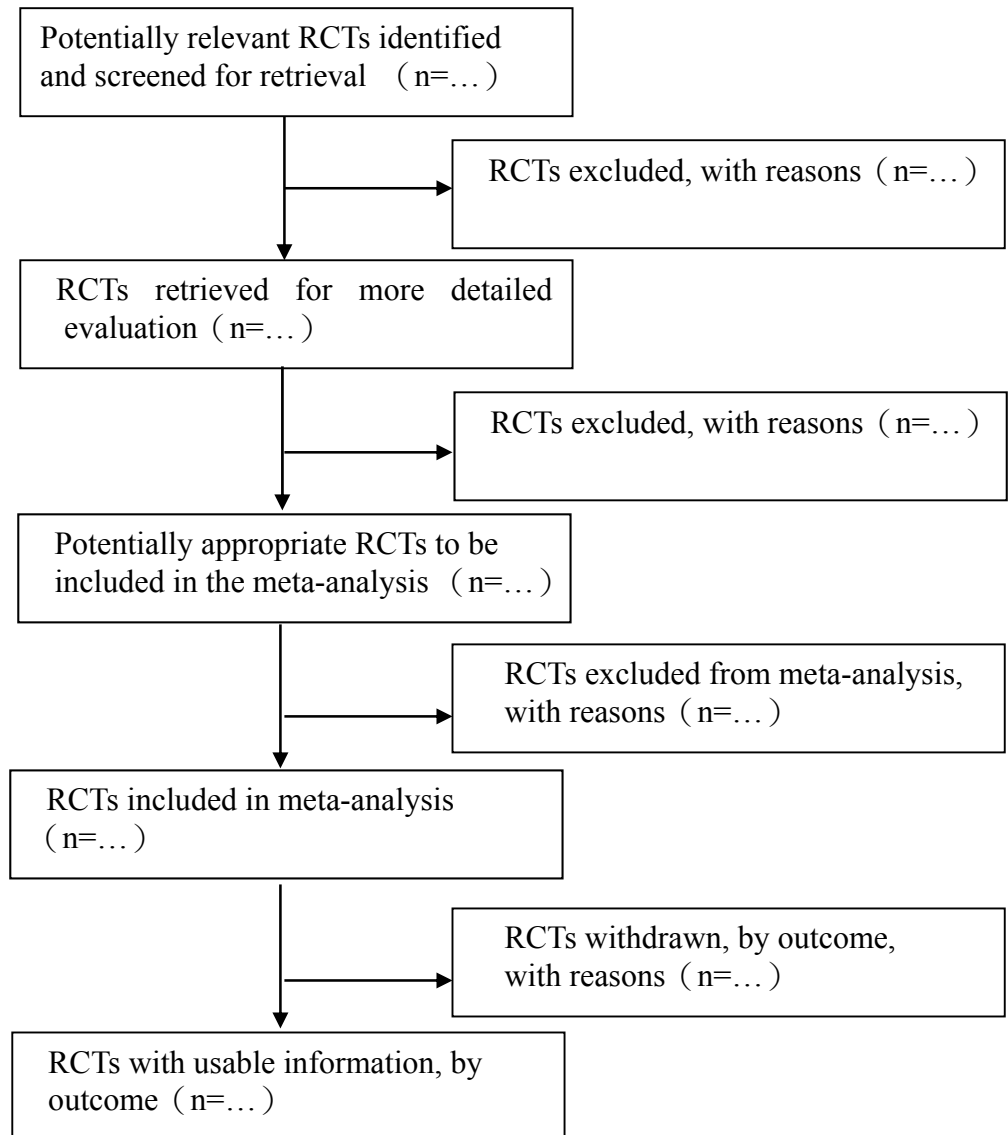 Potentially relevant RCTs identified
and screened for retrieval （n=…）
RCTs excluded, with reasons（n=…）
RCTs retrieved for more detailed
evaluation（n=…）
RCTs excluded, with reasons（n=…）
Potentially appropriate RCTs to be
included in the meta-analysis （n=…）
RCTs excluded from meta-analysis,
with reasons（n=…）
RCTs included in meta-analysis
（n=…）
RCTs withdrawn, by outcome,
with reasons（n=…）
RCTs with usable information, by
outcome（n=…）